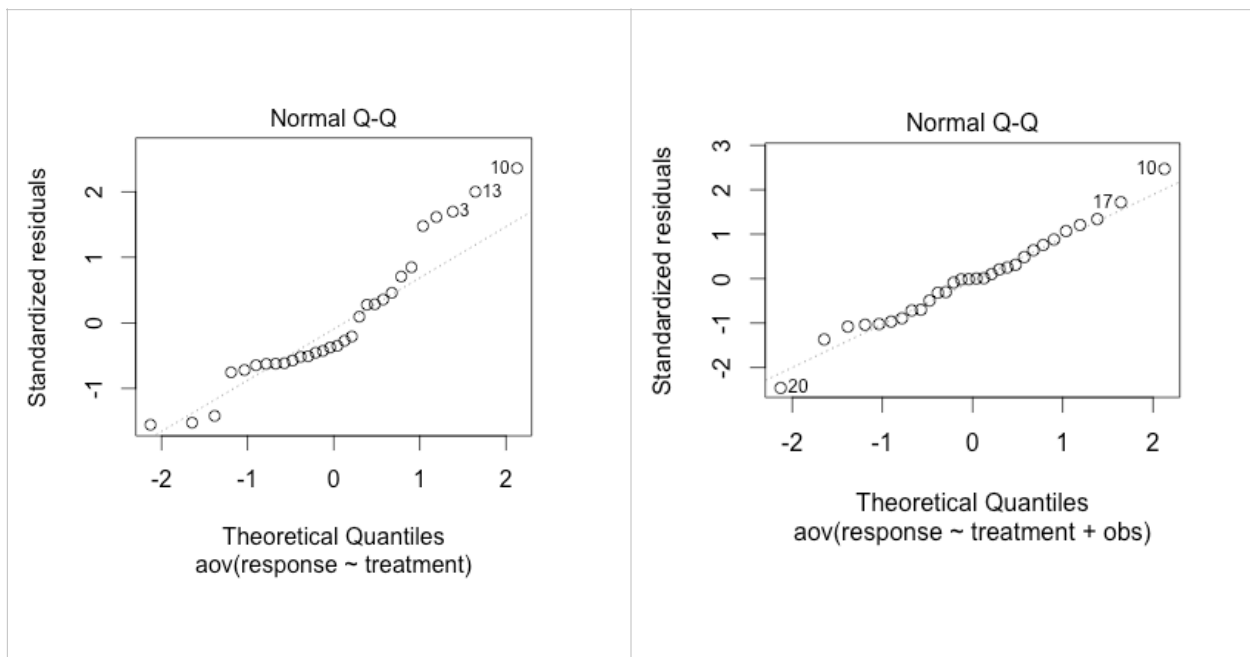 Normal Q-Q
Standardized residuals
2
1
0
-1
10
13
3
-2 -1 0 1 2
Theoretical Quantiles
aov(response ~ treatment)
Normal Q-Q
Standardized residuals
3
2
1
0
-1
-2
10
17
20
-2 -1 0 1 2
Theoretical Quantiles
aov(response ~ treatment + obs)